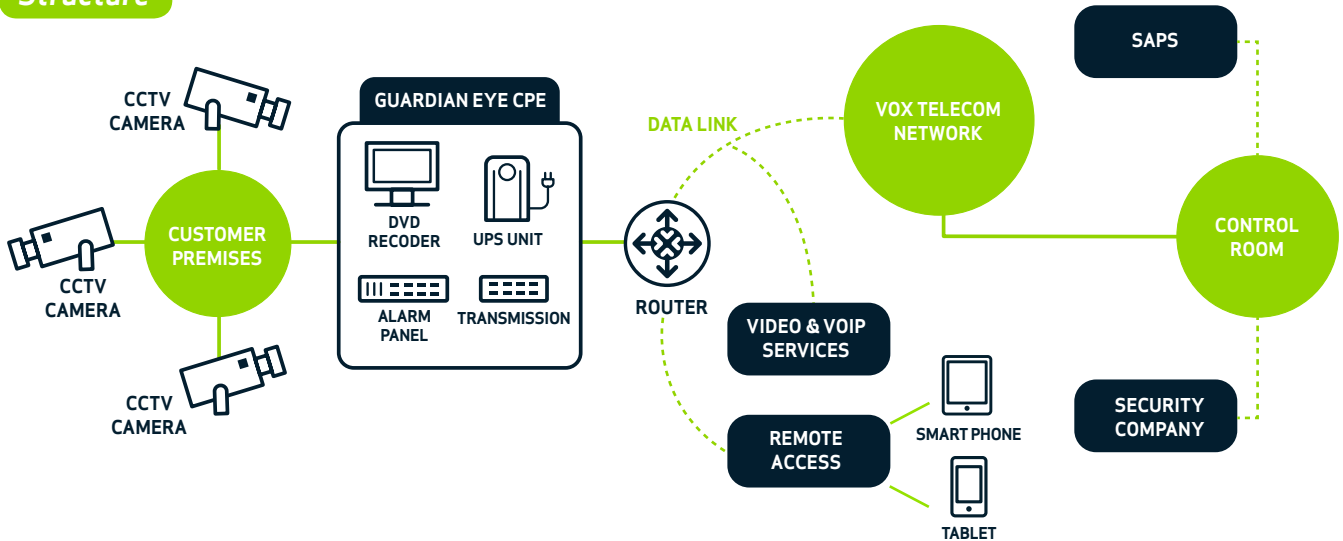 Structure
CCTV
CAMERA
CCTV
CAMERA
CCTV
CAMERA
CUSTOMER
PREMISES
GUARDIAN EYE CPE
DVD
RECODER
UPS UNIT
ALARM
PANEL
TRANSMISSION
ROUTER
DATA LINK
VOX TELECOM
NETWORK
VIDEO & VOIP
SERVICES
REMOTE
ACCESS
SMART PHONE
TABLET
SAPS
CONTROL
ROOM
SECURITY
COMPANY